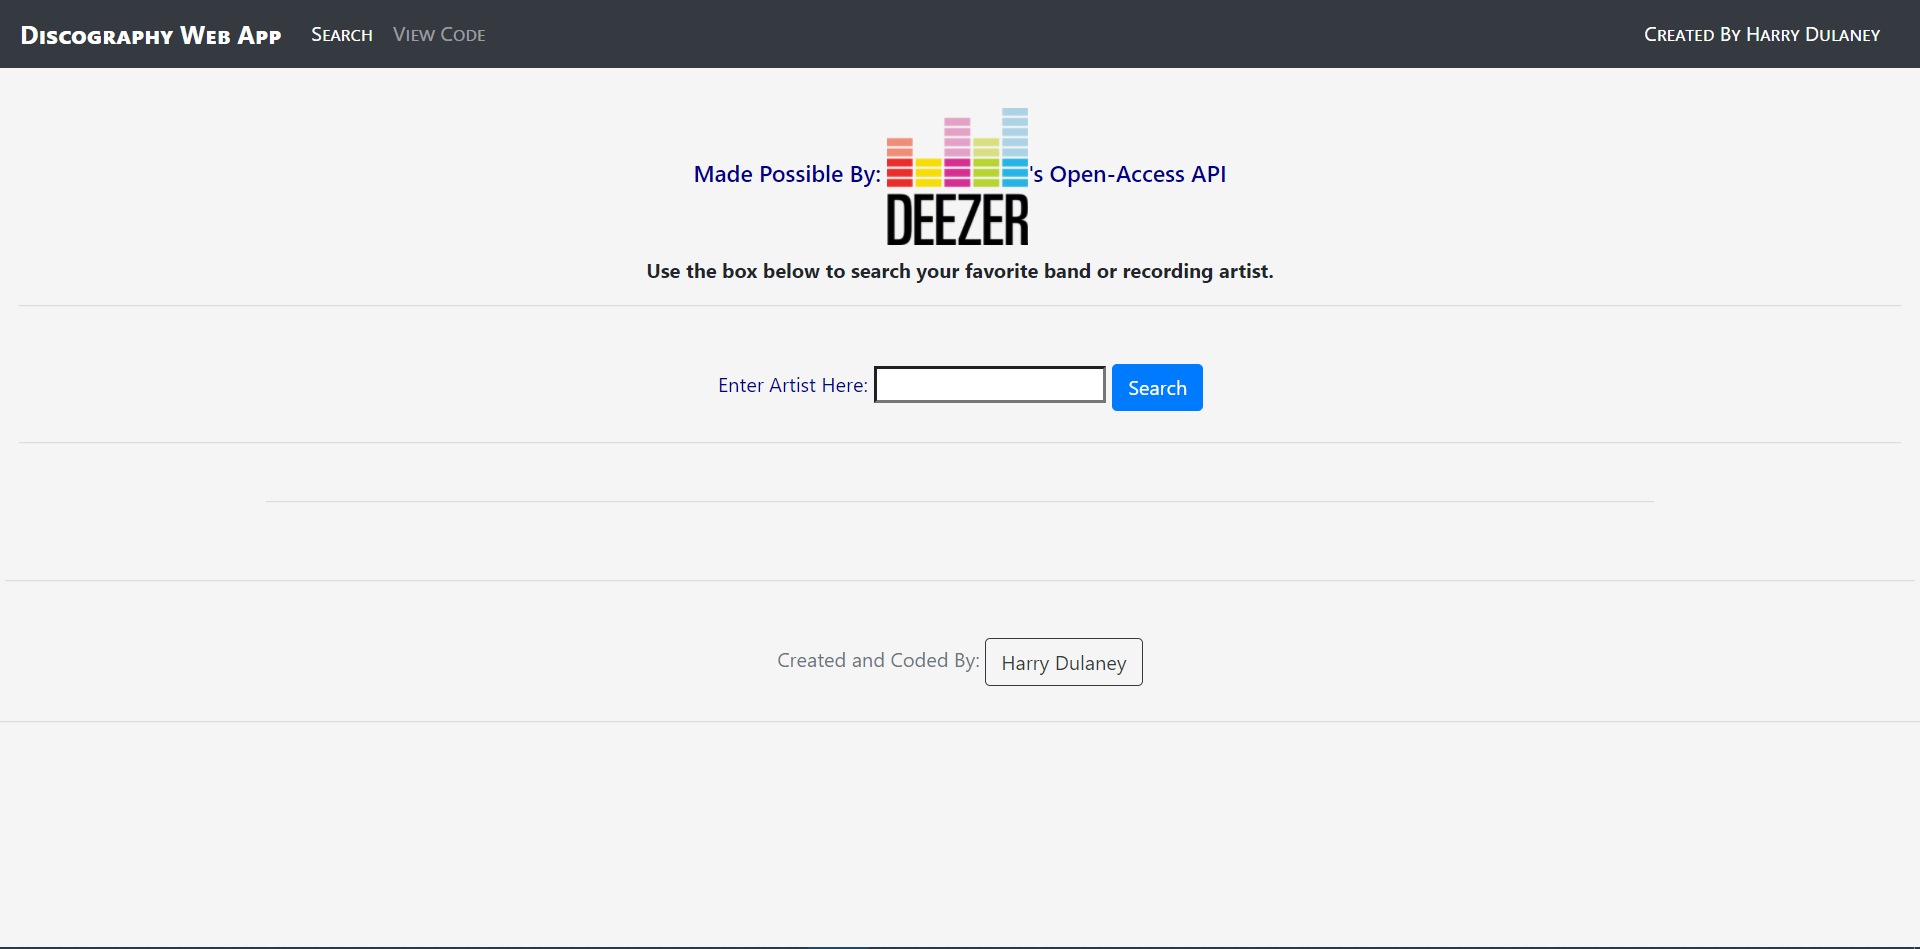 Discography Web App Search View Code Created By Harry Dulaney
Made Possible By: DEEZER's Open-Access API
Use the box below to search your favorite band or recording artist.
Enter Artist Here: Search
Created and Coded By: Harry Dulaney